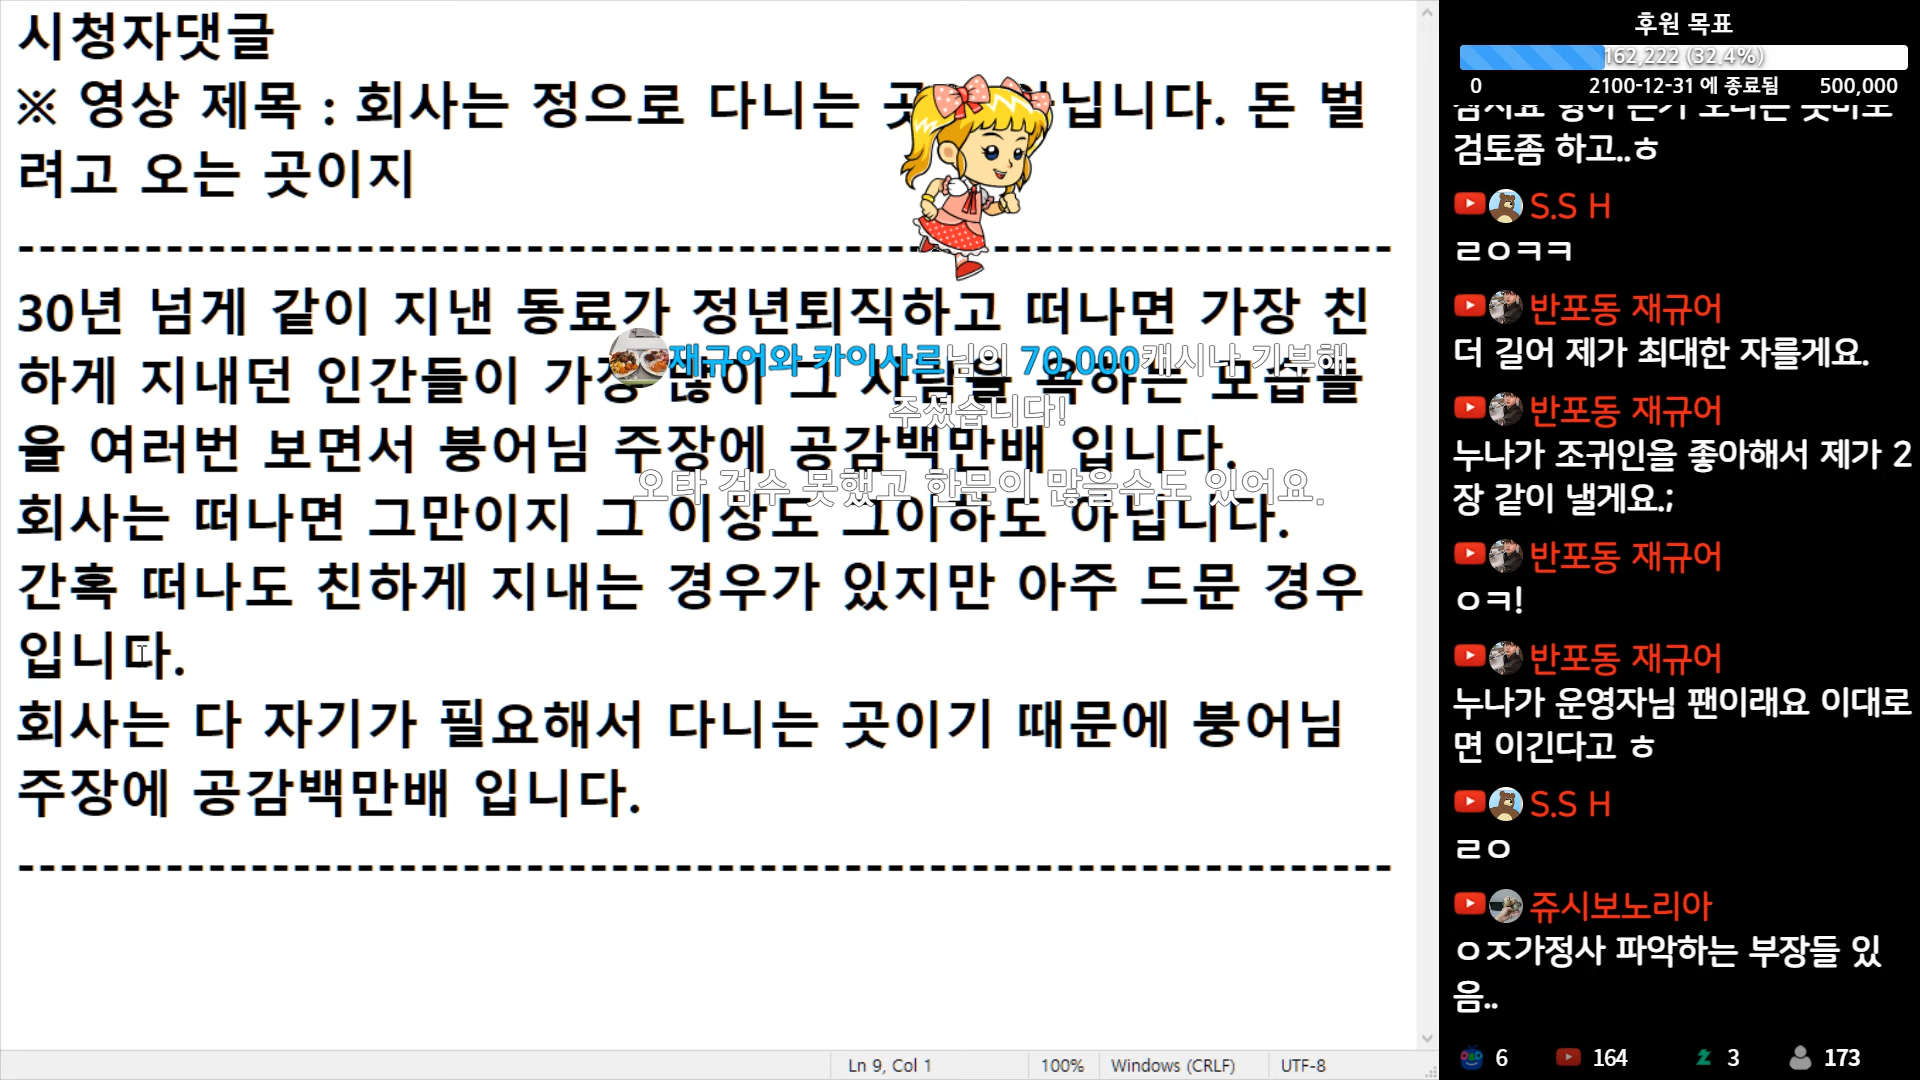 시청자댓글
※ 영상 제목 : 회사는 정으로 다니는 곳 아닙니다. 돈 벌
려고 오는 곳이지
30년 넘게 같이 지낸 동료가 정년퇴직하고 떠나면 가장 친
하게 지내던 인간들이 가장 많이 그 사람을 욕하는 모습들
을 여러번 보면서 붕어님 주장에 공감백만배 입니다.
회사는 떠나면 그만이지 그 이상도 그이하도 아닙니다.
간혹 떠나도 친하게 지내는 경우가 있지만 아주 드문 경우
입니다.
회사는 다 자기가 필요해서 다니는 곳이기 때문에 붕어님
주장에 공감백만배 입니다.
재규어와 카이사르님의 70,000캐시나 기부해
주셨습니다!
오타 검수 못했고 한문이 많을수도 있어요.
Ln 9, Col 1
100%
Windows (CRLF)
UTF-8
후원 목표
162,222 (32.4%)
0 2100-12-31 에 종료됨 500,000
검토좀 하고..ㅎ
S.S H
ㄹㅇㅋㅋ
반포동 재규어
더 길어 제가 최대한 자를게요.
반포동 재규어
누나가 조귀인을 좋아해서 제가 2
장 같이 낼게요.;
반포동 재규어
ㅇㅋ!
반포동 재규어
누나가 운영자님 팬이래요 이대로
면 이긴다고 ㅎ
S.S H
ㄹㅇ
쥬시보노리아
ㅇㅈ가정사 파악하는 부장들 있
음..
6 164 3 173